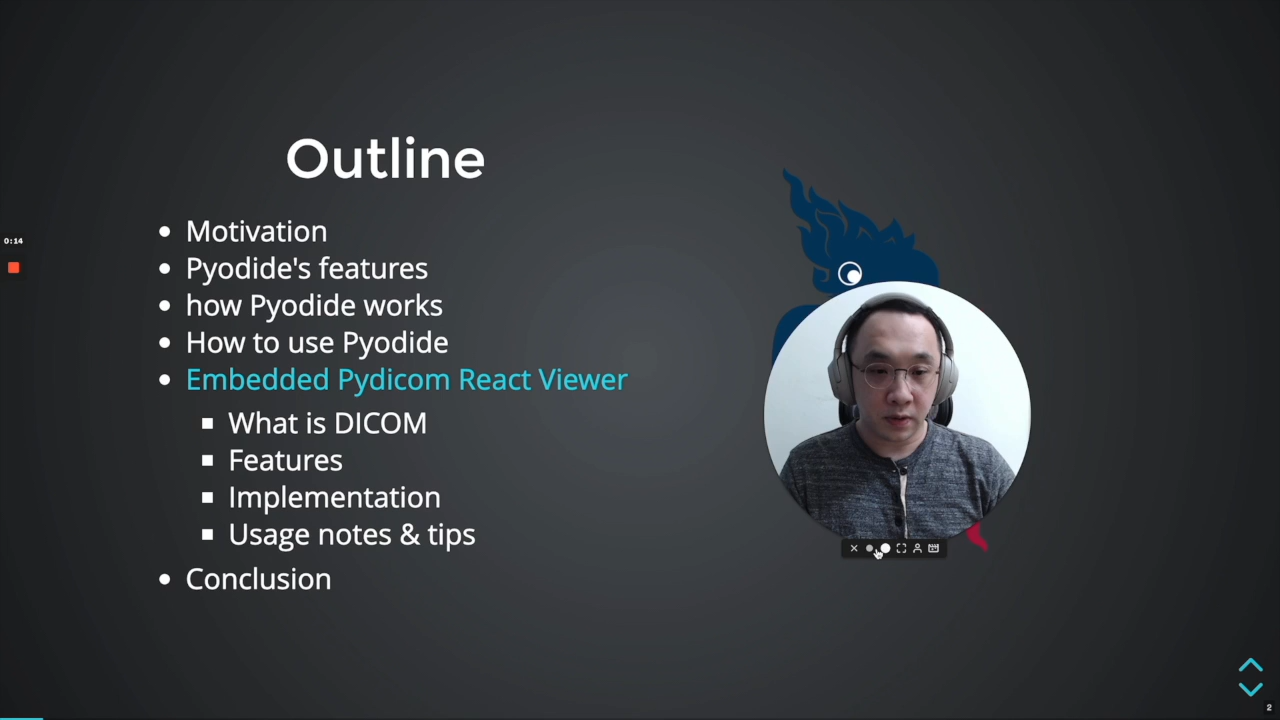 Outline
Motivation
Pyodide's features
how Pyodide works
How to use Pyodide
Embedded Pydicom React Viewer
What is DICOM
Features
Implementation
Usage notes & tips
Conclusion
0:14
2